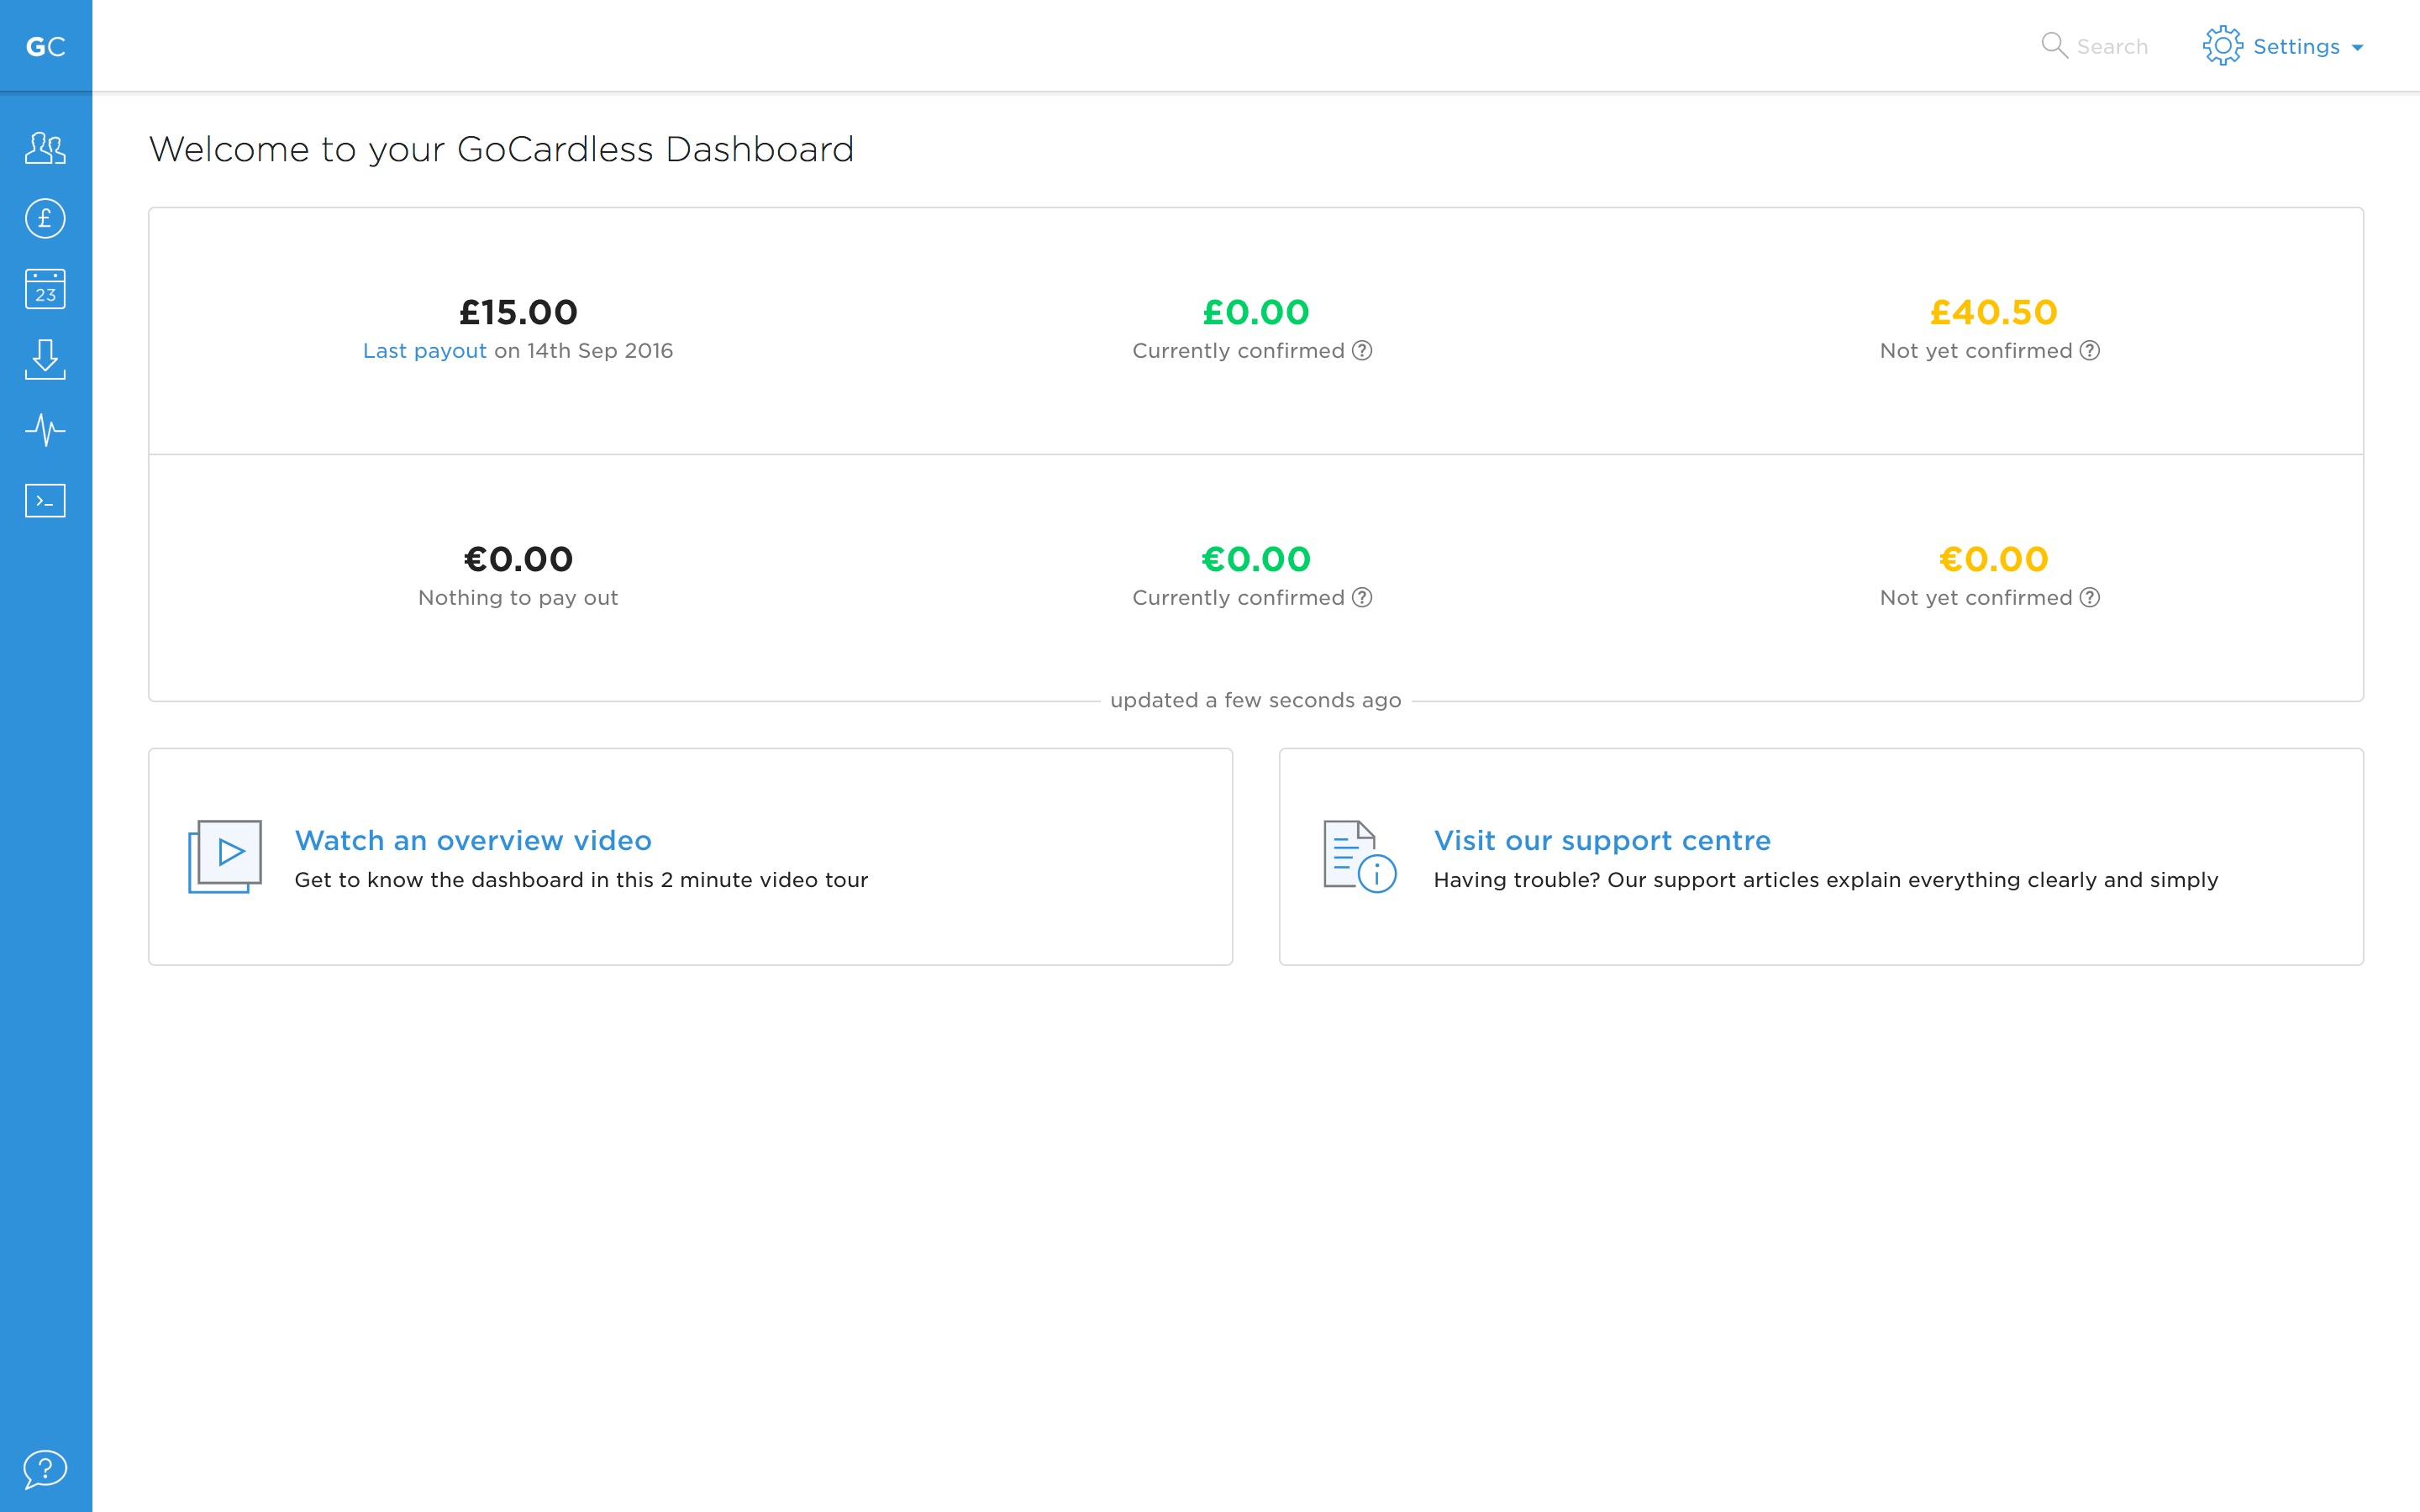 GC
Search
Settings
Welcome to your GoCardless Dashboard
£
23
>_
£15.00
£0.00
£40.50
Last payout on 14th Sep 2016
Currently confirmed ?
Not yet confirmed ?
€0.00
€0.00
€0.00
Nothing to pay out
Currently confirmed ?
Not yet confirmed ?
updated a few seconds ago
Watch an overview video
Get to know the dashboard in this 2 minute video tour
i
Visit our support centre
Having trouble? Our support articles explain everything clearly and simply
?